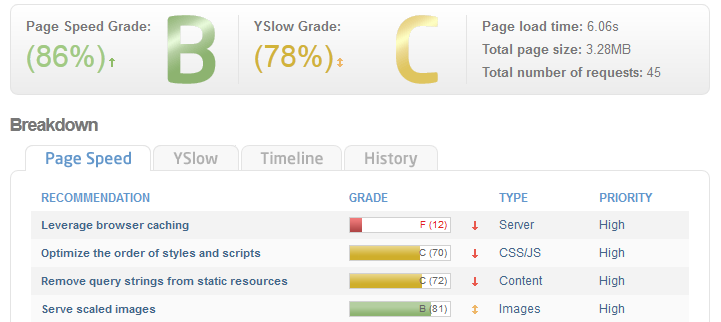 Page Speed Grade:
(86%)↑ B
YSlow Grade:
(78%)↕ C
Page load time: 6.06s
Total page size: 3.28MB
Total number of requests: 45
Breakdown
Page Speed YSlow Timeline History
RECOMMENDATION GRADE TYPE PRIORITY
Leverage browser caching F (12) ↓ Server High
Optimize the order of styles and scripts C (70) ↓ CSS/JS High
Remove query strings from static resources C (72) ↓ Content High
Serve scaled images B (81) ↕ Images High